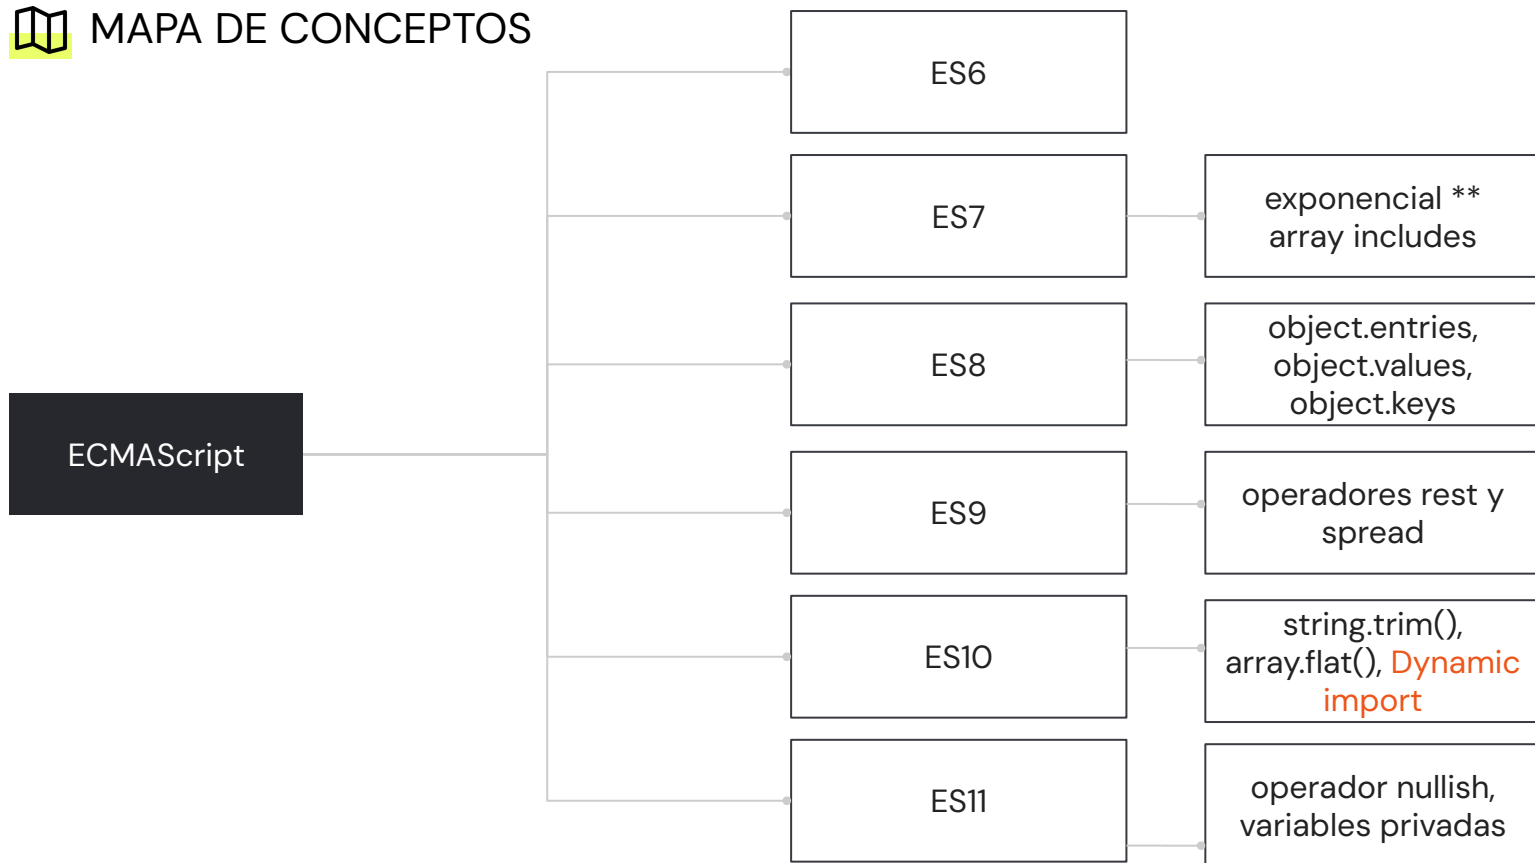 MAPA DE CONCEPTOS
ES6
ES7
exponencial **
array includes
ES8
object.entries,
object.values,
object.keys
ECMAScript
ES9
operadores rest y
spread
ES10
string.trim(),
array.flat(), Dynamic
import
ES11
operador nullish,
variables privadas